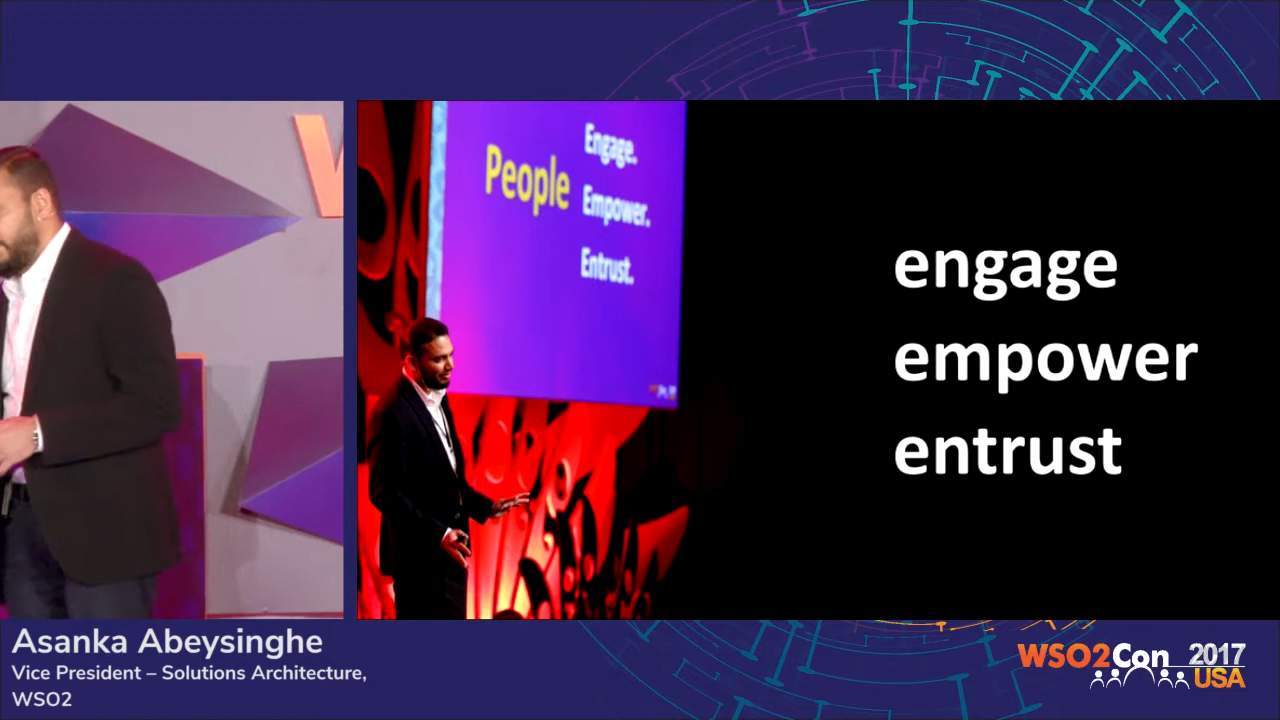 W
People
Engage.
Empower.
Entrust.
engage
empower
entrust
Asanka Abeysinghe
Vice President – Solutions Architecture,
WSO2
WSO2Con 2017
USA